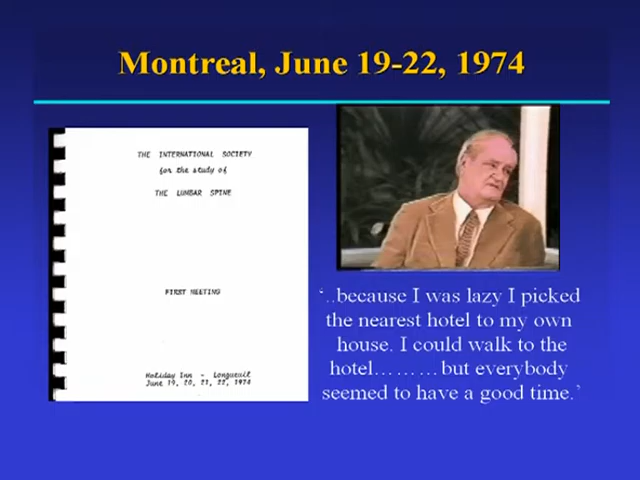 Montreal, June 19-22, 1974
THE INTERNATIONAL SOCIETY
for the study of
THE LUMBAR SPINE
FIRST MEETING
Holiday Inn - Longueuil
June 19, 20, 21, 22, 1974
‘..because I was lazy I picked
the nearest hotel to my own
house. I could walk to the
hotel………but everybody
seemed to have a good time.’